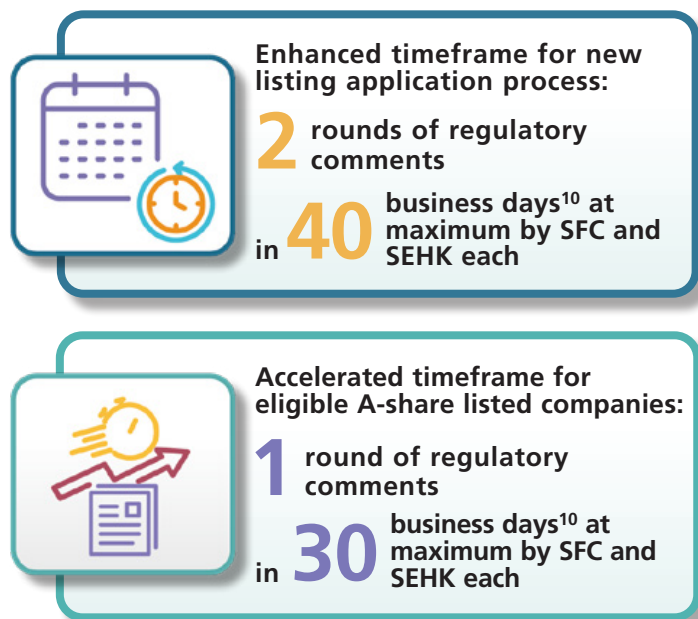 Enhanced timeframe for new
listing application process:
2 rounds of regulatory
comments
in 40 business days¹⁰ at
maximum by SFC and
SEHK each
Accelerated timeframe for
eligible A-share listed companies:
1 round of regulatory
comments
in 30 business days¹⁰ at
maximum by SFC and
SEHK each